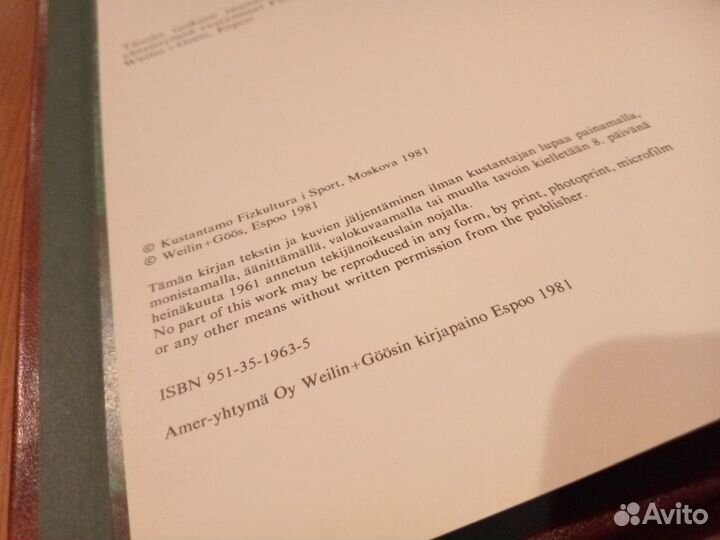 Weilin+Göös, Espoo
© Kustantamo Fizkultura i Sport, Moskova 1981
© Weilin+Göös, Espoo 1981
Tämän kirjan tekstin ja kuvien jäljentäminen ilman kustantajan lupaa painamalla,
monistamalla, äänittämällä, valokuvaamalla tai muulla tavoin kielletään 8. päivänä
heinäkuuta 1961 annetun tekijänoikeuslain nojalla.
No part of this work may be reproduced in any form, by print, photoprint, microfilm
or any other means without written permission from the publisher.
ISBN 951-35-1963-5
Amer-yhtymä Oy Weilin+Göösin kirjapaino Espoo 1981
Avito